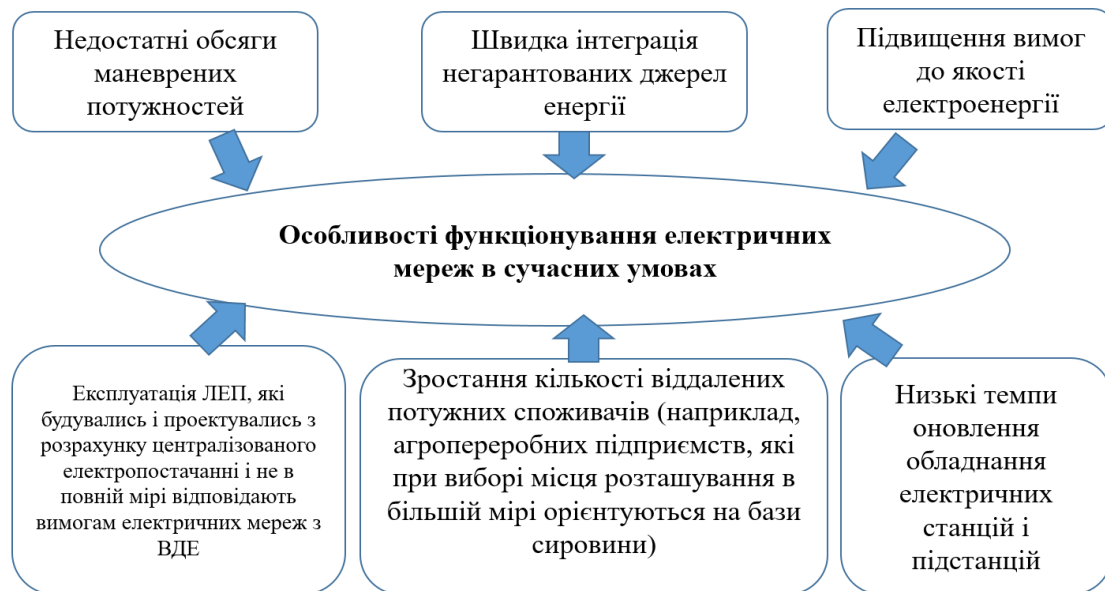 Недостатні обсяги
маневрених
потужностей
Швидка інтеграція
негарантованих джерел
енергії
Підвищення вимог
до якості
електроенергії
Особливості функціонування електричних
мереж в сучасних умовах
Експлуатація ЛЕП, які
будувались і проектувались з
розрахунку централізованого
електропостачанні і не в
повній мірі відповідають
вимогам електричних мереж з
ВДЕ
Зростання кількості віддалених
потужних споживачів (наприклад,
агропереробних підприємств, які
при виборі місця розташування в
більшій мірі орієнтуються на бази
сировини)
Низькі темпи
оновлення
обладнання
електричних
станцій і
підстанцій